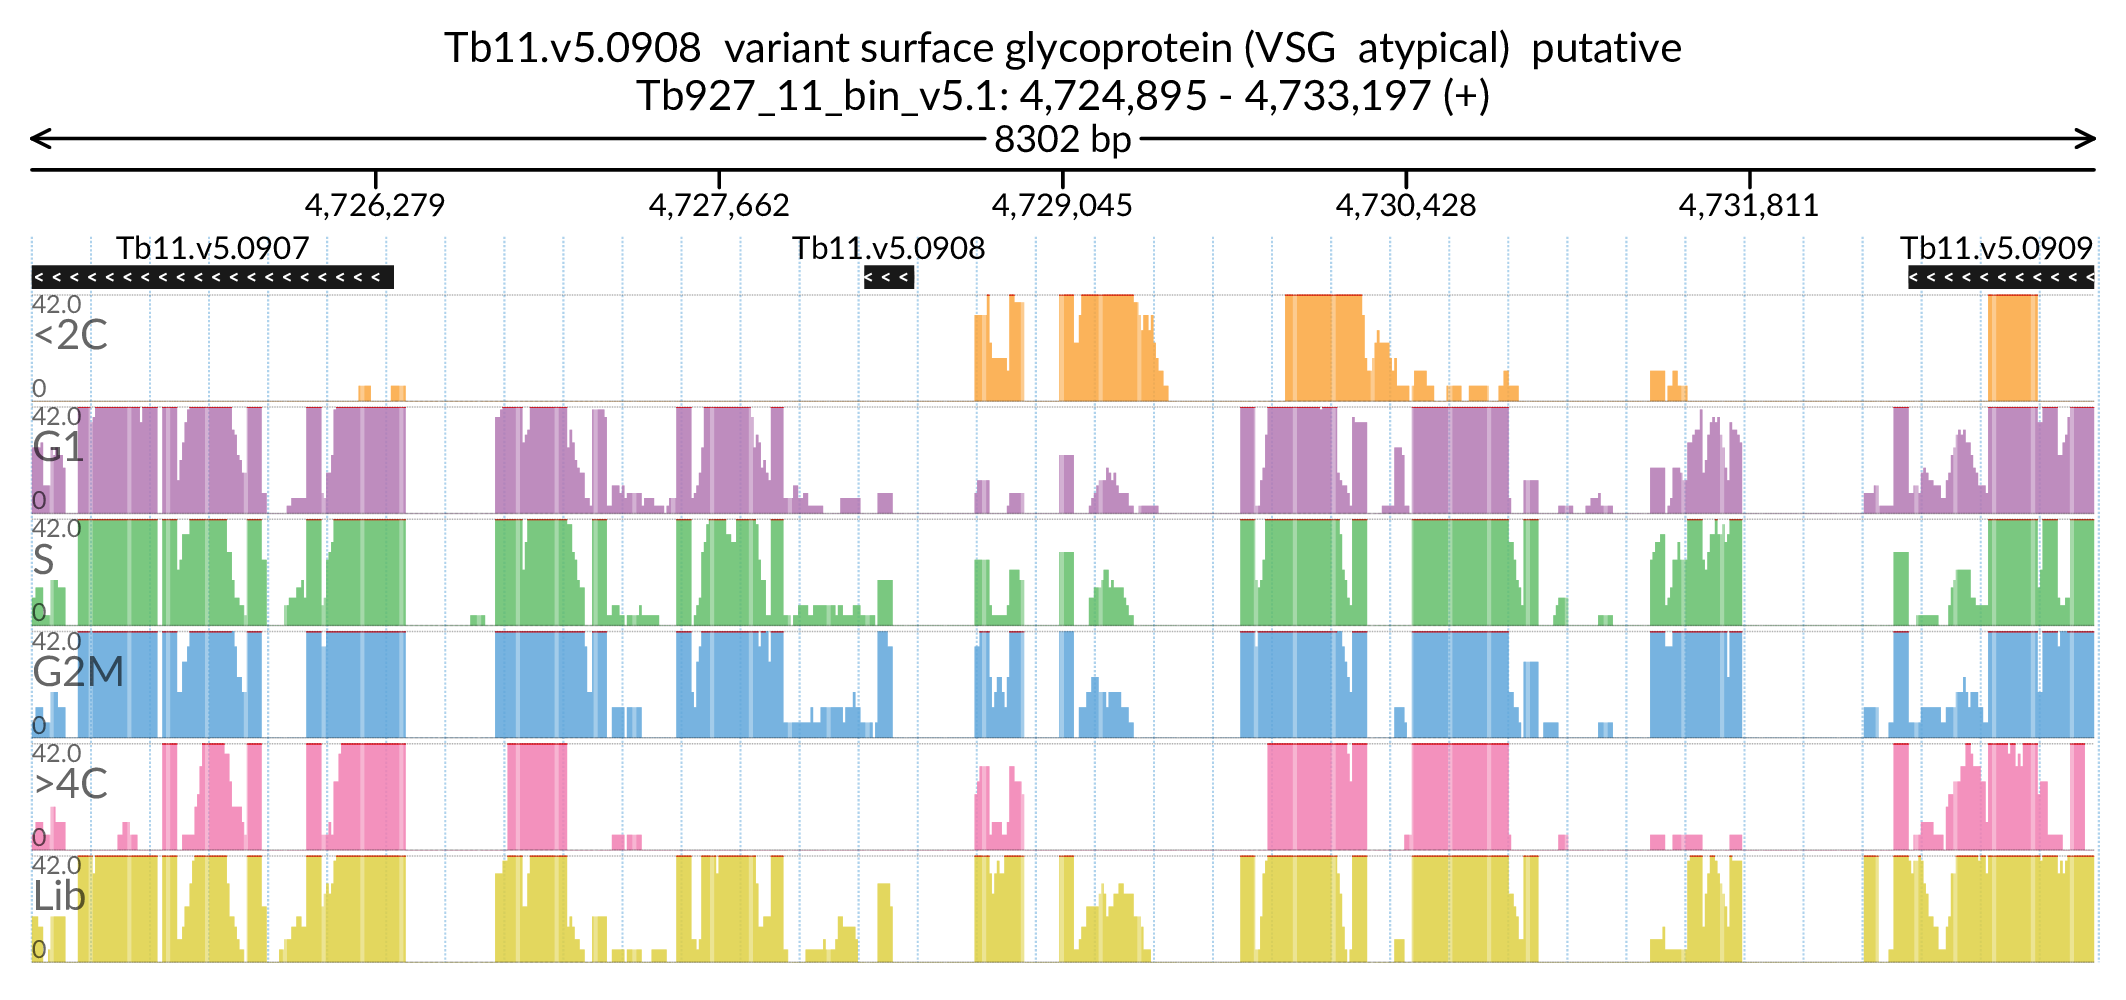 Tb11.v5.0908  variant surface glycoprotein (VSG  atypical)  putative
Tb927_11_bin_v5.1: 4,724,895 - 4,733,197 (+)
8302 bp
4,726,279 4,727,662 4,729,045 4,730,428 4,731,811
Tb11.v5.0907 Tb11.v5.0908 Tb11.v5.0909
42.0
<2C
0
42.0
G1
0
42.0
S
0
42.0
G2M
0
42.0
>4C
0
42.0
Lib
0